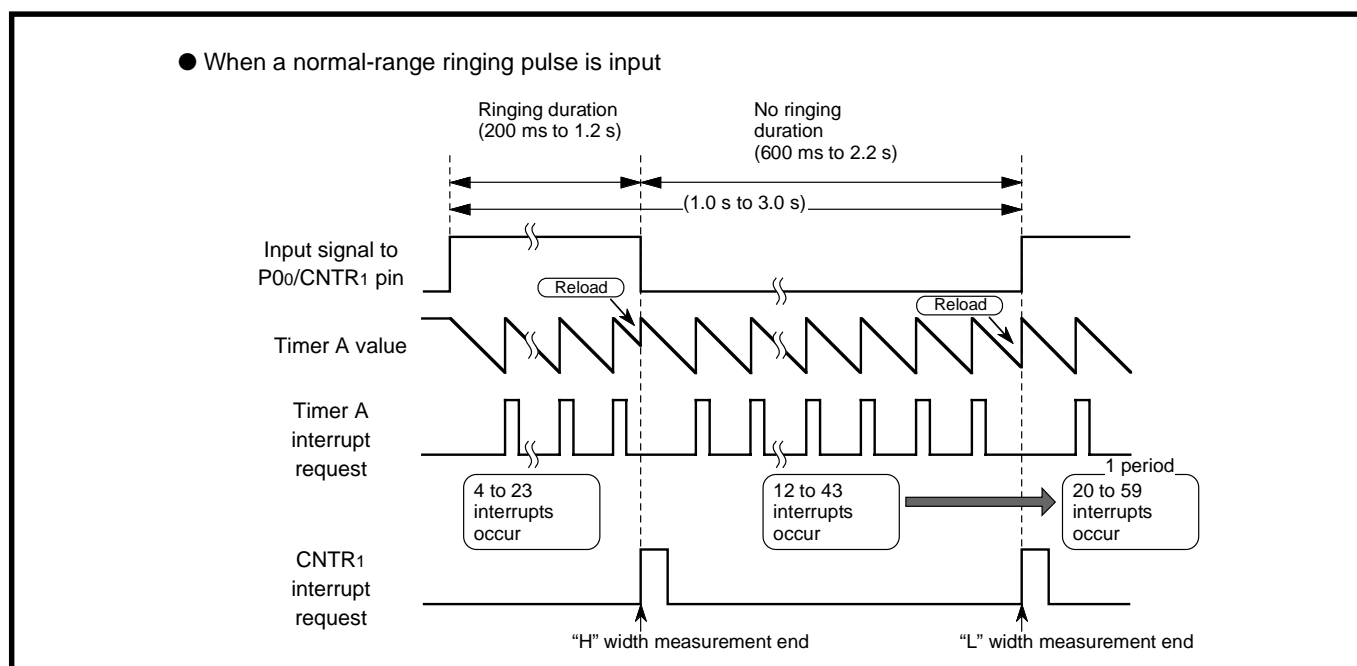 ● When a normal-range ringing pulse is input
Ringing duration
(200 ms to 1.2 s)
No ringing
duration
(600 ms to 2.2 s)
(1.0 s to 3.0 s)
Input signal to
P00/CNTR1 pin
Reload
Reload
Timer A value
Timer A
interrupt
request
1 period
4 to 23
interrupts
occur
12 to 43
interrupts
occur
20 to 59
interrupts
occur
CNTR1
interrupt
request
“H” width measurement end
“L” width measurement end